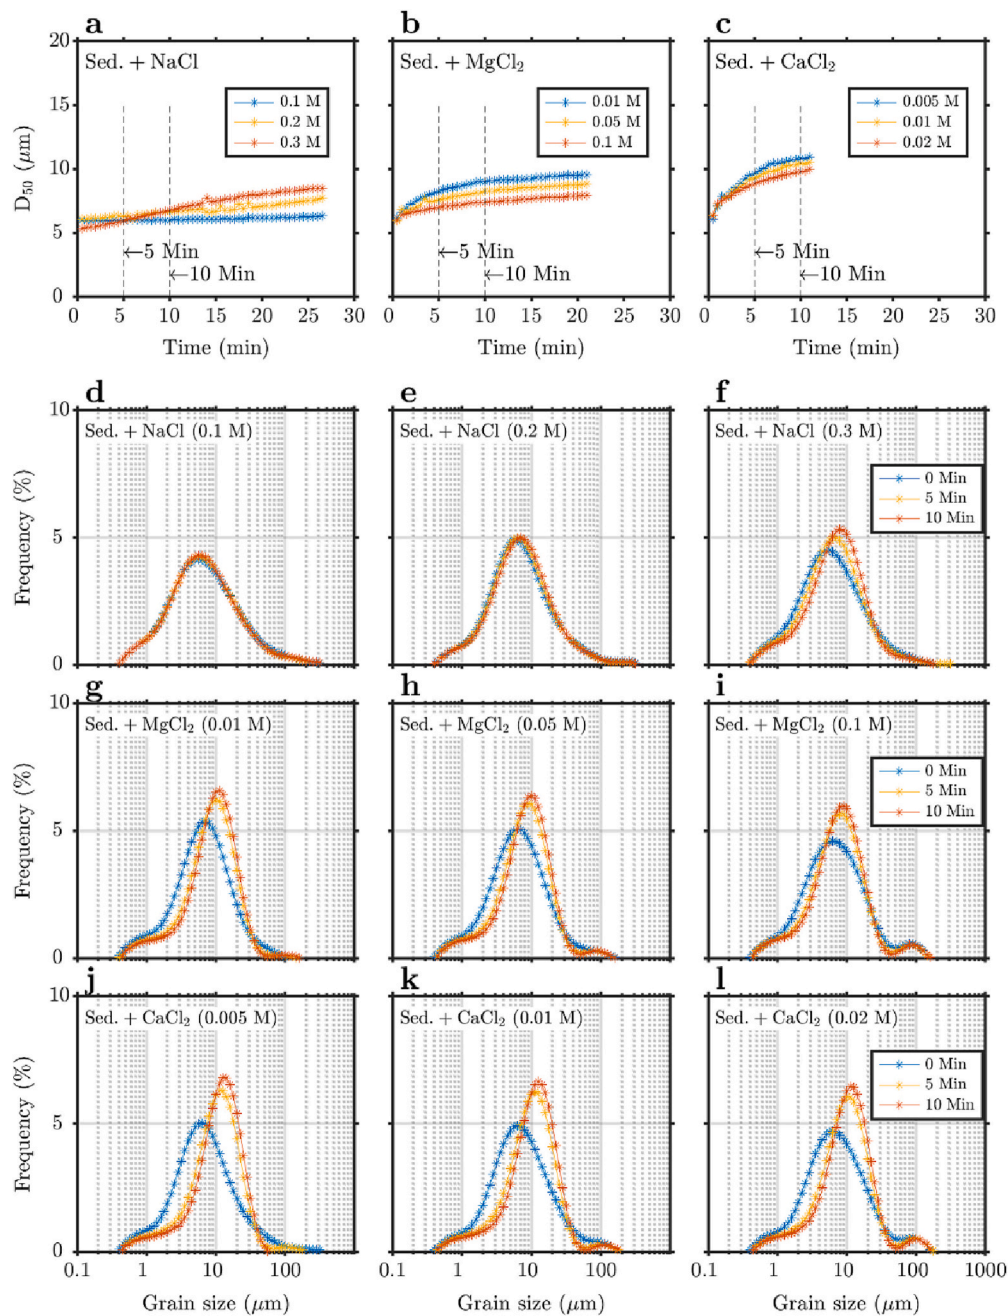 a
b
c
20
15
10
5
0
D50 (μm)
Sed. + NaCl
0.1 M
0.2 M
0.3 M
←5 Min
←10 Min
Sed. + MgCl2
0.01 M
0.05 M
0.1 M
←5 Min
←10 Min
Sed. + CaCl2
0.005 M
0.01 M
0.02 M
←5 Min
←10 Min
0 5 10 15 20 25 30
0 5 10 15 20 25 30
0 5 10 15 20 25 30
Time (min)
Time (min)
Time (min)
d
e
f
10
5
0
Frequency (%)
Sed. + NaCl (0.1 M)
Sed. + NaCl (0.2 M)
Sed. + NaCl (0.3 M)
0 Min
5 Min
10 Min
g
h
i
10
5
0
Frequency (%)
Sed. + MgCl2 (0.01 M)
Sed. + MgCl2 (0.05 M)
Sed. + MgCl2 (0.1 M)
0 Min
5 Min
10 Min
j
k
l
10
5
0
Frequency (%)
Sed. + CaCl2 (0.005 M)
Sed. + CaCl2 (0.01 M)
Sed. + CaCl2 (0.02 M)
0 Min
5 Min
10 Min
0.1 1 10 100
0.1 1 10 100
0.1 1 10 100 1000
Grain size (μm)
Grain size (μm)
Grain size (μm)